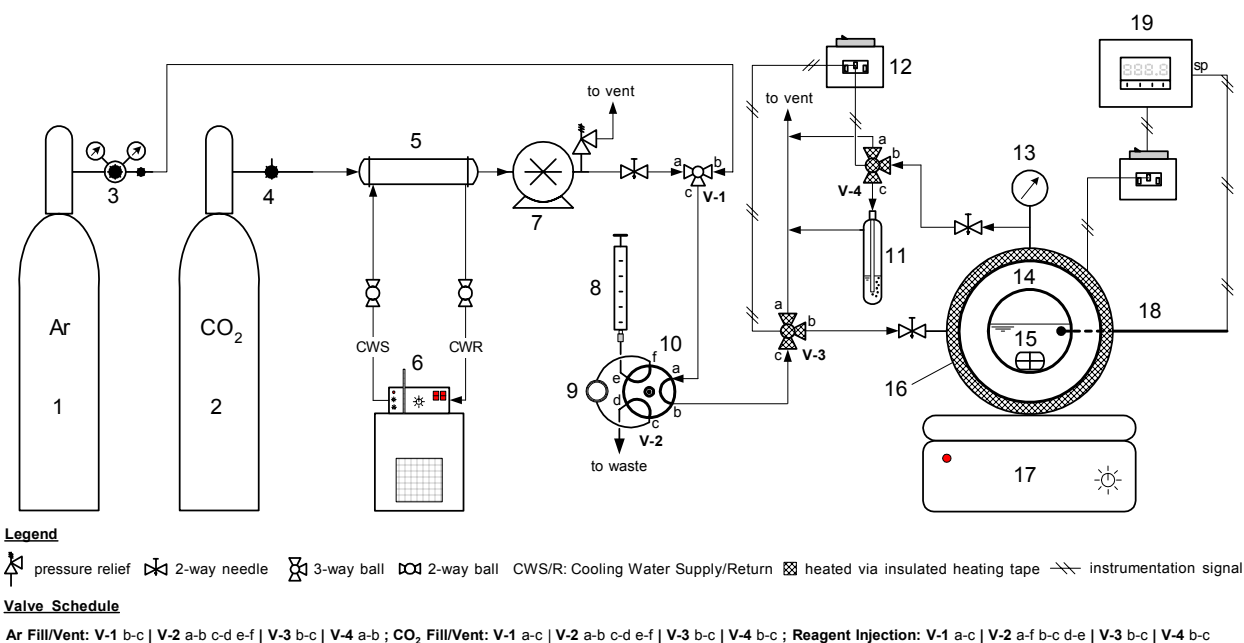 19
12
sp
to vent
to vent
5
a
b
13
3
4
a
b
c
V-1
V-4
c
7
11
8
14
Ar
CO2
a
b
18
CWS
CWR
10
V-3
15
c
6
f
e
a
9
d
b
16
1
2
c
V-2
to waste
17
Legend
pressure relief 2-way needle 3-way ball 2-way ball CWS/R: Cooling Water Supply/Return heated via insulated heating tape instrumentation signal
Valve Schedule
Ar Fill/Vent: V-1 b-c | V-2 a-b c-d e-f | V-3 b-c | V-4 a-b ; CO2 Fill/Vent: V-1 a-c | V-2 a-b c-d e-f | V-3 b-c | V-4 b-c ; Reagent Injection: V-1 a-c | V-2 a-f b-c d-e | V-3 b-c | V-4 b-c